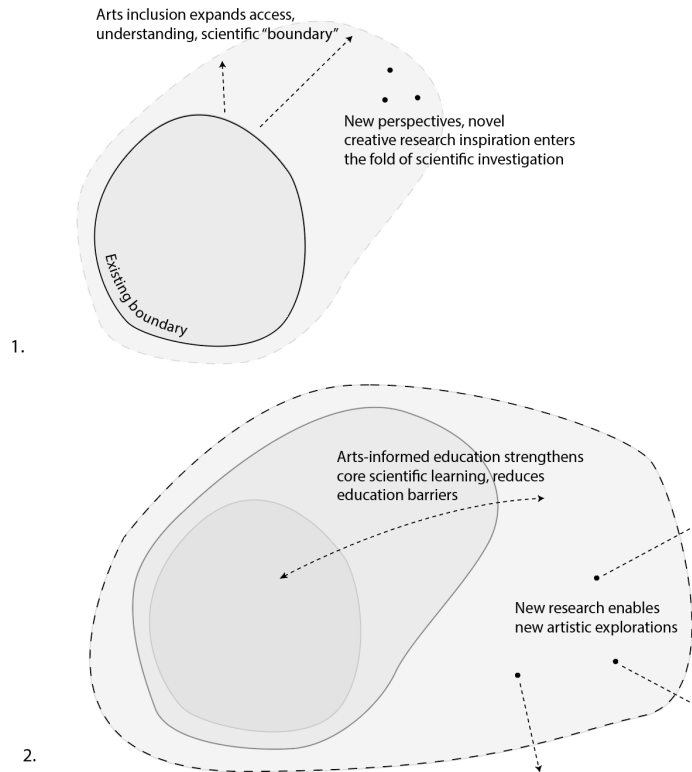 Arts inclusion expands access,
understanding, scientific “boundary”
New perspectives, novel
creative research inspiration enters
the fold of scientific investigation
Existing boundary
1.
Arts-informed education strengthens
core scientific learning, reduces
education barriers
New research enables
new artistic explorations
2.